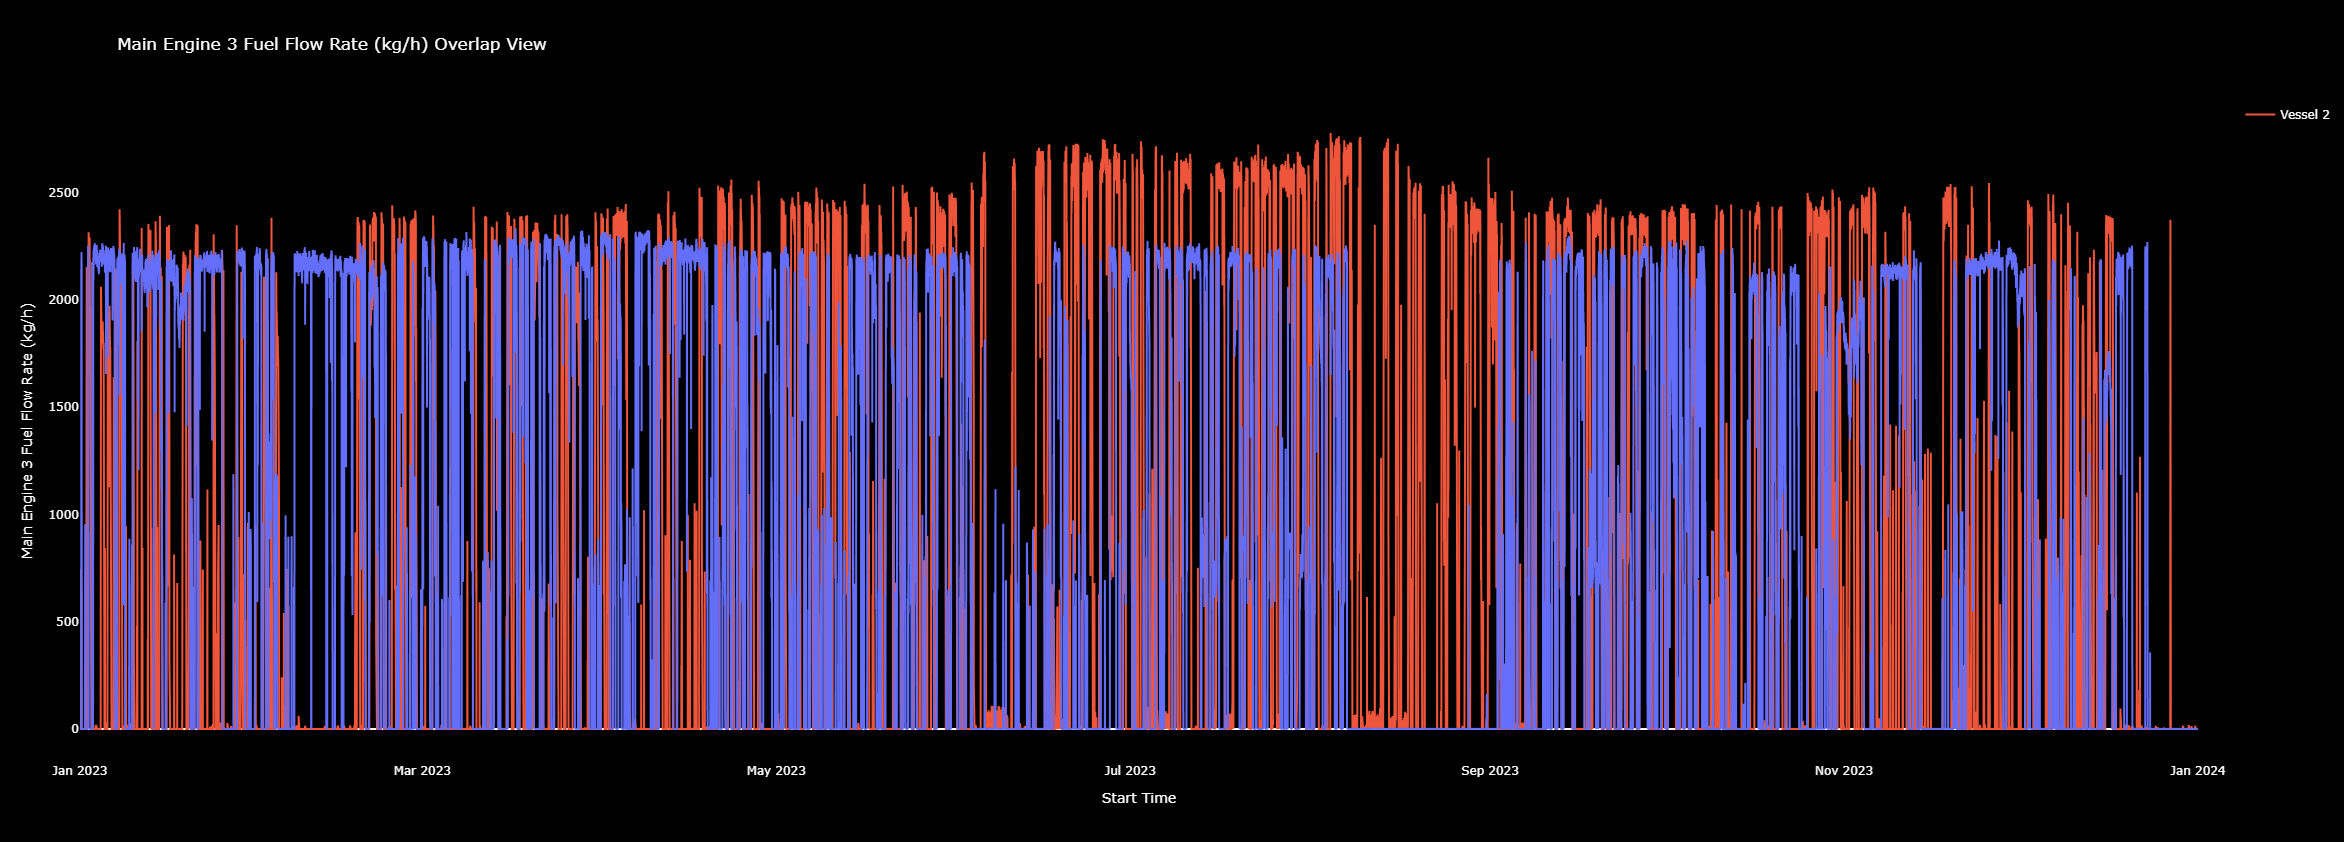 Main Engine 3 Fuel Flow Rate (kg/h) Overlap View
Vessel 2
Main Engine 3 Fuel Flow Rate (kg/h)
2500
2000
1500
1000
500
0
Jan 2023
Mar 2023
May 2023
Jul 2023
Sep 2023
Nov 2023
Jan 2024
Start Time